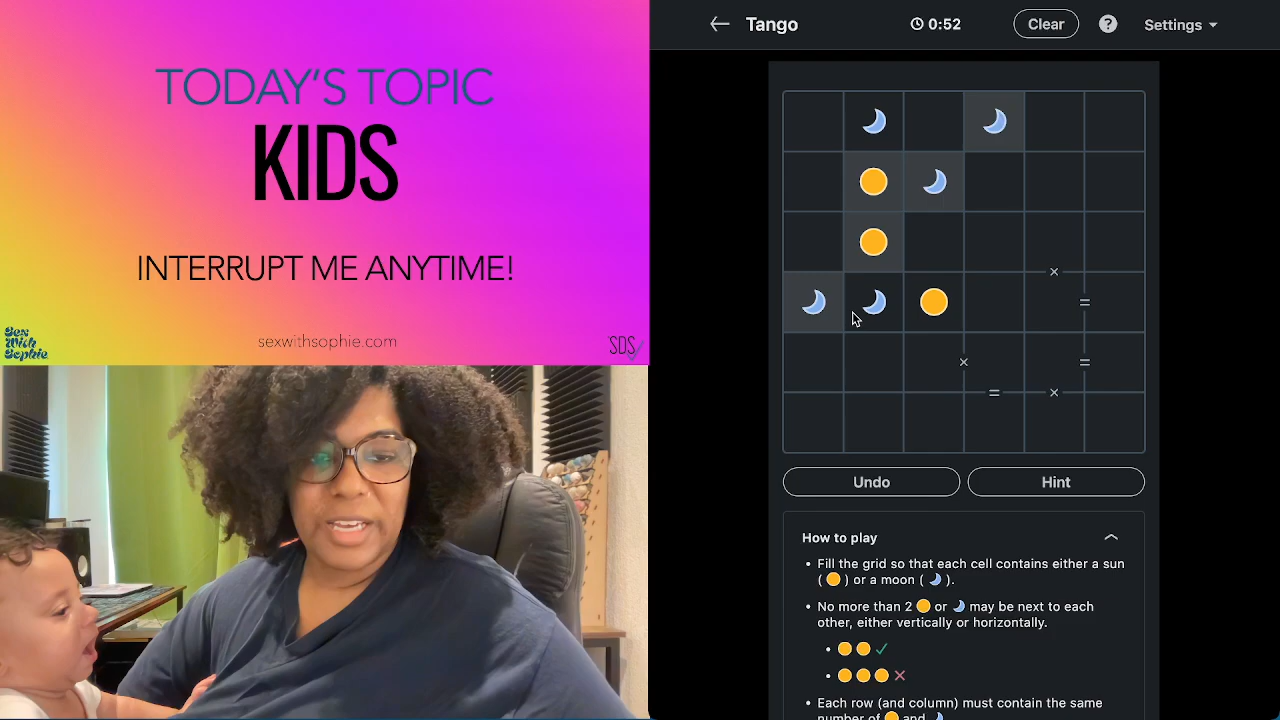 TODAY'S TOPIC
KIDS
INTERRUPT ME ANYTIME!
Sex
With
Sophie
sexwithsophie.com
SDS
Tango
0:52
Clear
?
Settings
×
=
×
=
=
×
Undo
Hint
How to play
• Fill the grid so that each cell contains either a sun
( ) or a moon ( ).
• No more than 2 or may be next to each
other, either vertically or horizontally.
• Each row (and column) must contain the same
number of and .